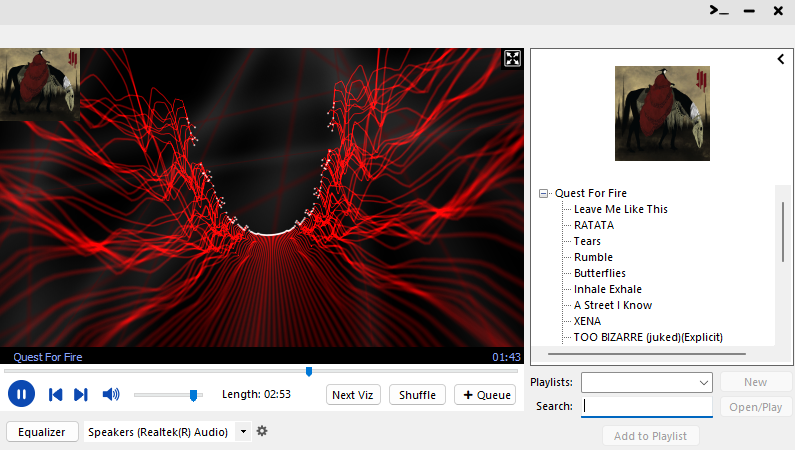 Quest For Fire
Leave Me Like This
RATATA
Tears
Rumble
Butterflies
Inhale Exhale
A Street I Know
XENA
TOO BIZARRE (juked)(Explicit)
Quest For Fire 01:43
Length: 02:53 Next Viz Shuffle + Queue
Playlists: New
Search: Open/Play
Equalizer Speakers (Realtek(R) Audio)
Add to Playlist